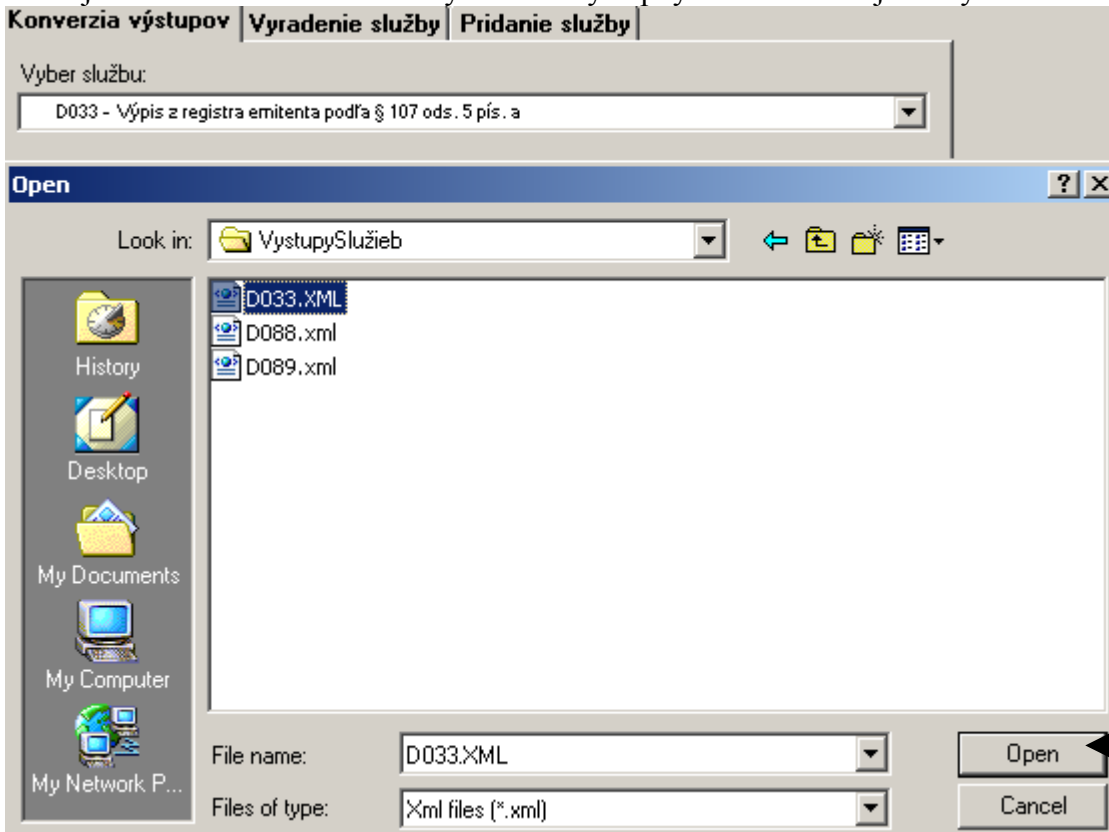 Konverzia výstupov Vyradenie služby Pridanie služby
Vyber službu:
D033 - Výpis z registra emitenta podľa § 107 ods. 5 pís. a
Open
Look in: VystupySlužieb
D033.XML
D088.xml
D089.xml
History
Desktop
My Documents
My Computer
My Network P...
File name: D033.XML Open
Files of type: Xml files (*.xml) Cancel